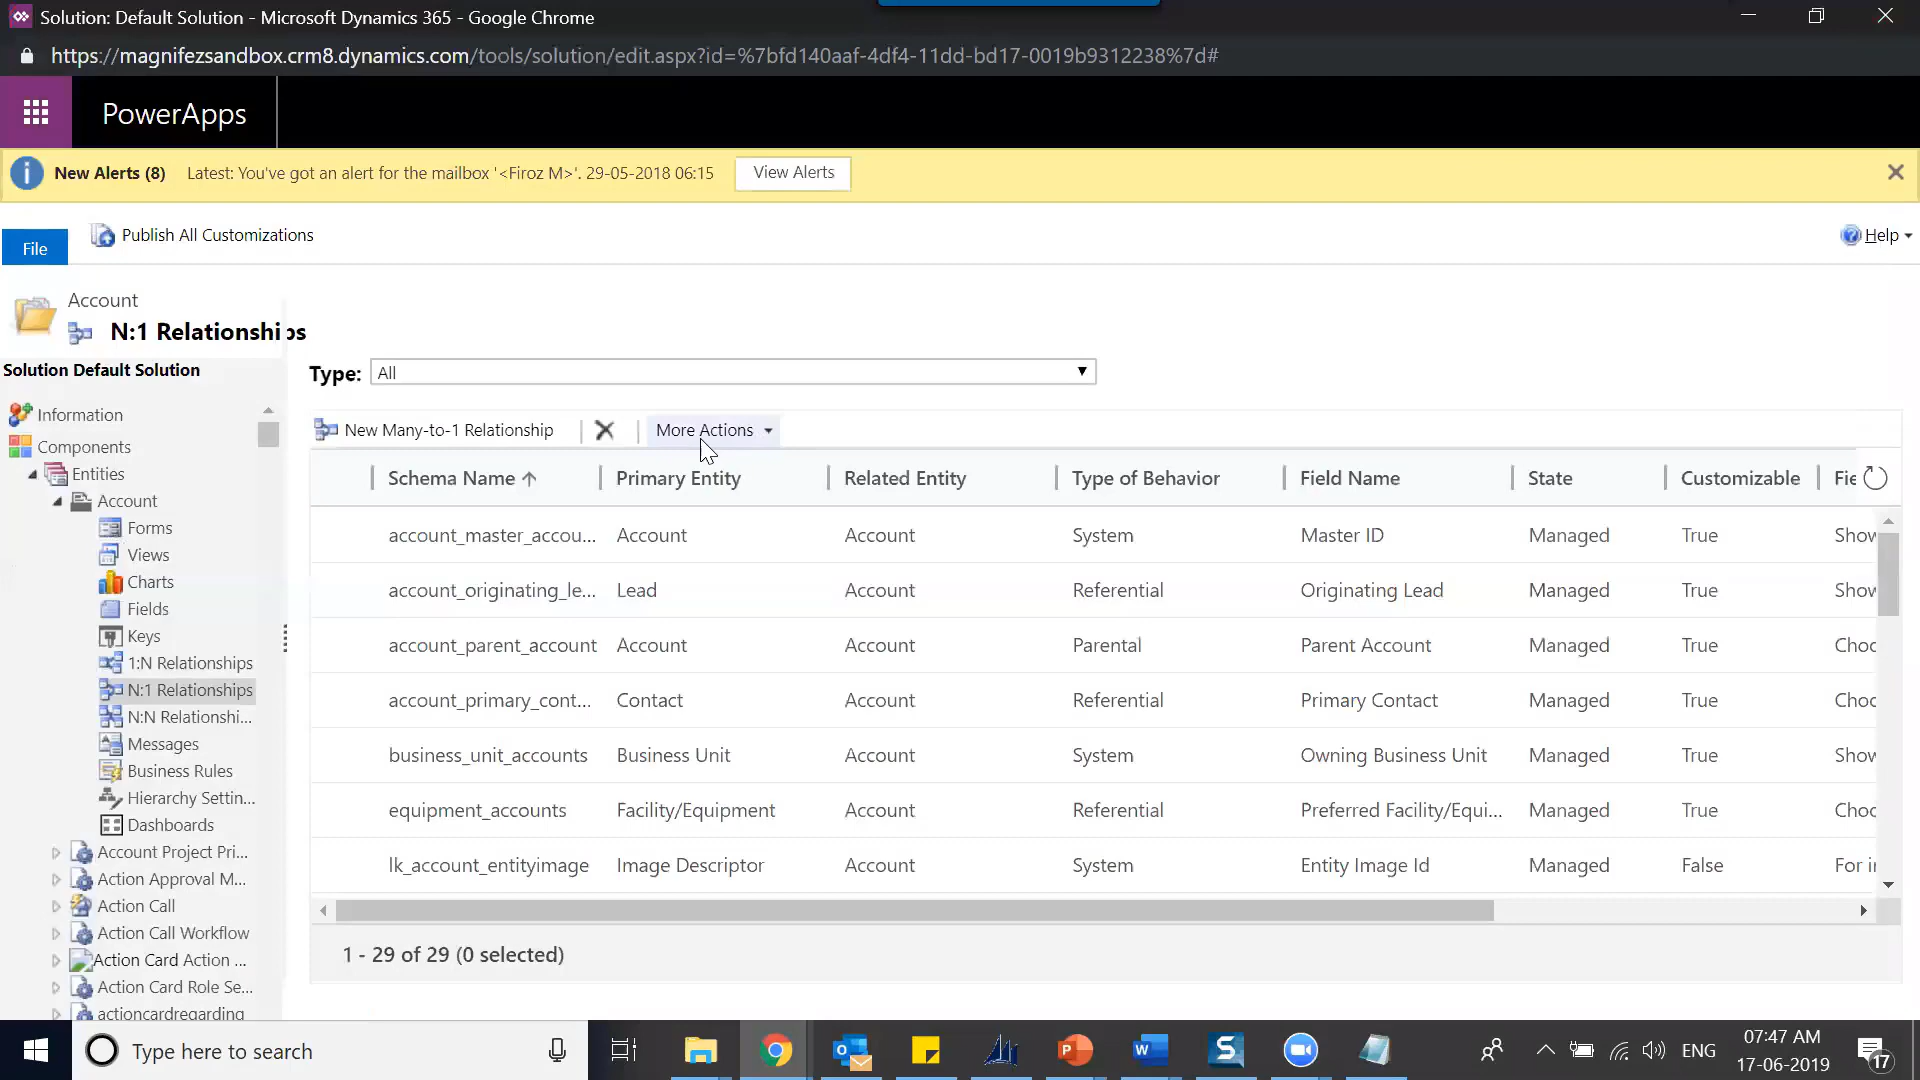 Solution: Default Solution - Microsoft Dynamics 365 - Google Chrome
https://magnifezsandbox.crm8.dynamics.com/tools/solution/edit.aspx?id=%7bfd140aaf-4df4-11dd-bd17-0019b9312238%7d#
PowerApps
New Alerts (8) Latest: You've got an alert for the mailbox '<Firoz M>'. 29-05-2018 06:15 View Alerts
File Publish All Customizations Help
Account
N:1 Relationships
Solution Default Solution
Information
Components
Entities
Account
Forms
Views
Charts
Fields
Keys
1:N Relationships
N:1 Relationships
N:N Relationshi...
Messages
Business Rules
Hierarchy Settin...
Dashboards
Account Project Pri...
Action Approval M...
Action Call
Action Call Workflow
Action Card Action ...
Action Card Role Se...
actioncardregarding
Type: All
New Many-to-1 Relationship More Actions
Schema Name Primary Entity Related Entity Type of Behavior Field Name State Customizable Fie
account_master_accou... Account Account System Master ID Managed True Show
account_originating_le... Lead Account Referential Originating Lead Managed True Show
account_parent_account Account Account Parental Parent Account Managed True Choc
account_primary_cont... Contact Account Referential Primary Contact Managed True Choc
business_unit_accounts Business Unit Account System Owning Business Unit Managed True Show
equipment_accounts Facility/Equipment Account Referential Preferred Facility/Equi... Managed True Choc
lk_account_entityimage Image Descriptor Account System Entity Image Id Managed False For ir
1 - 29 of 29 (0 selected)
Type here to search
ENG
07:47 AM
17-06-2019
17